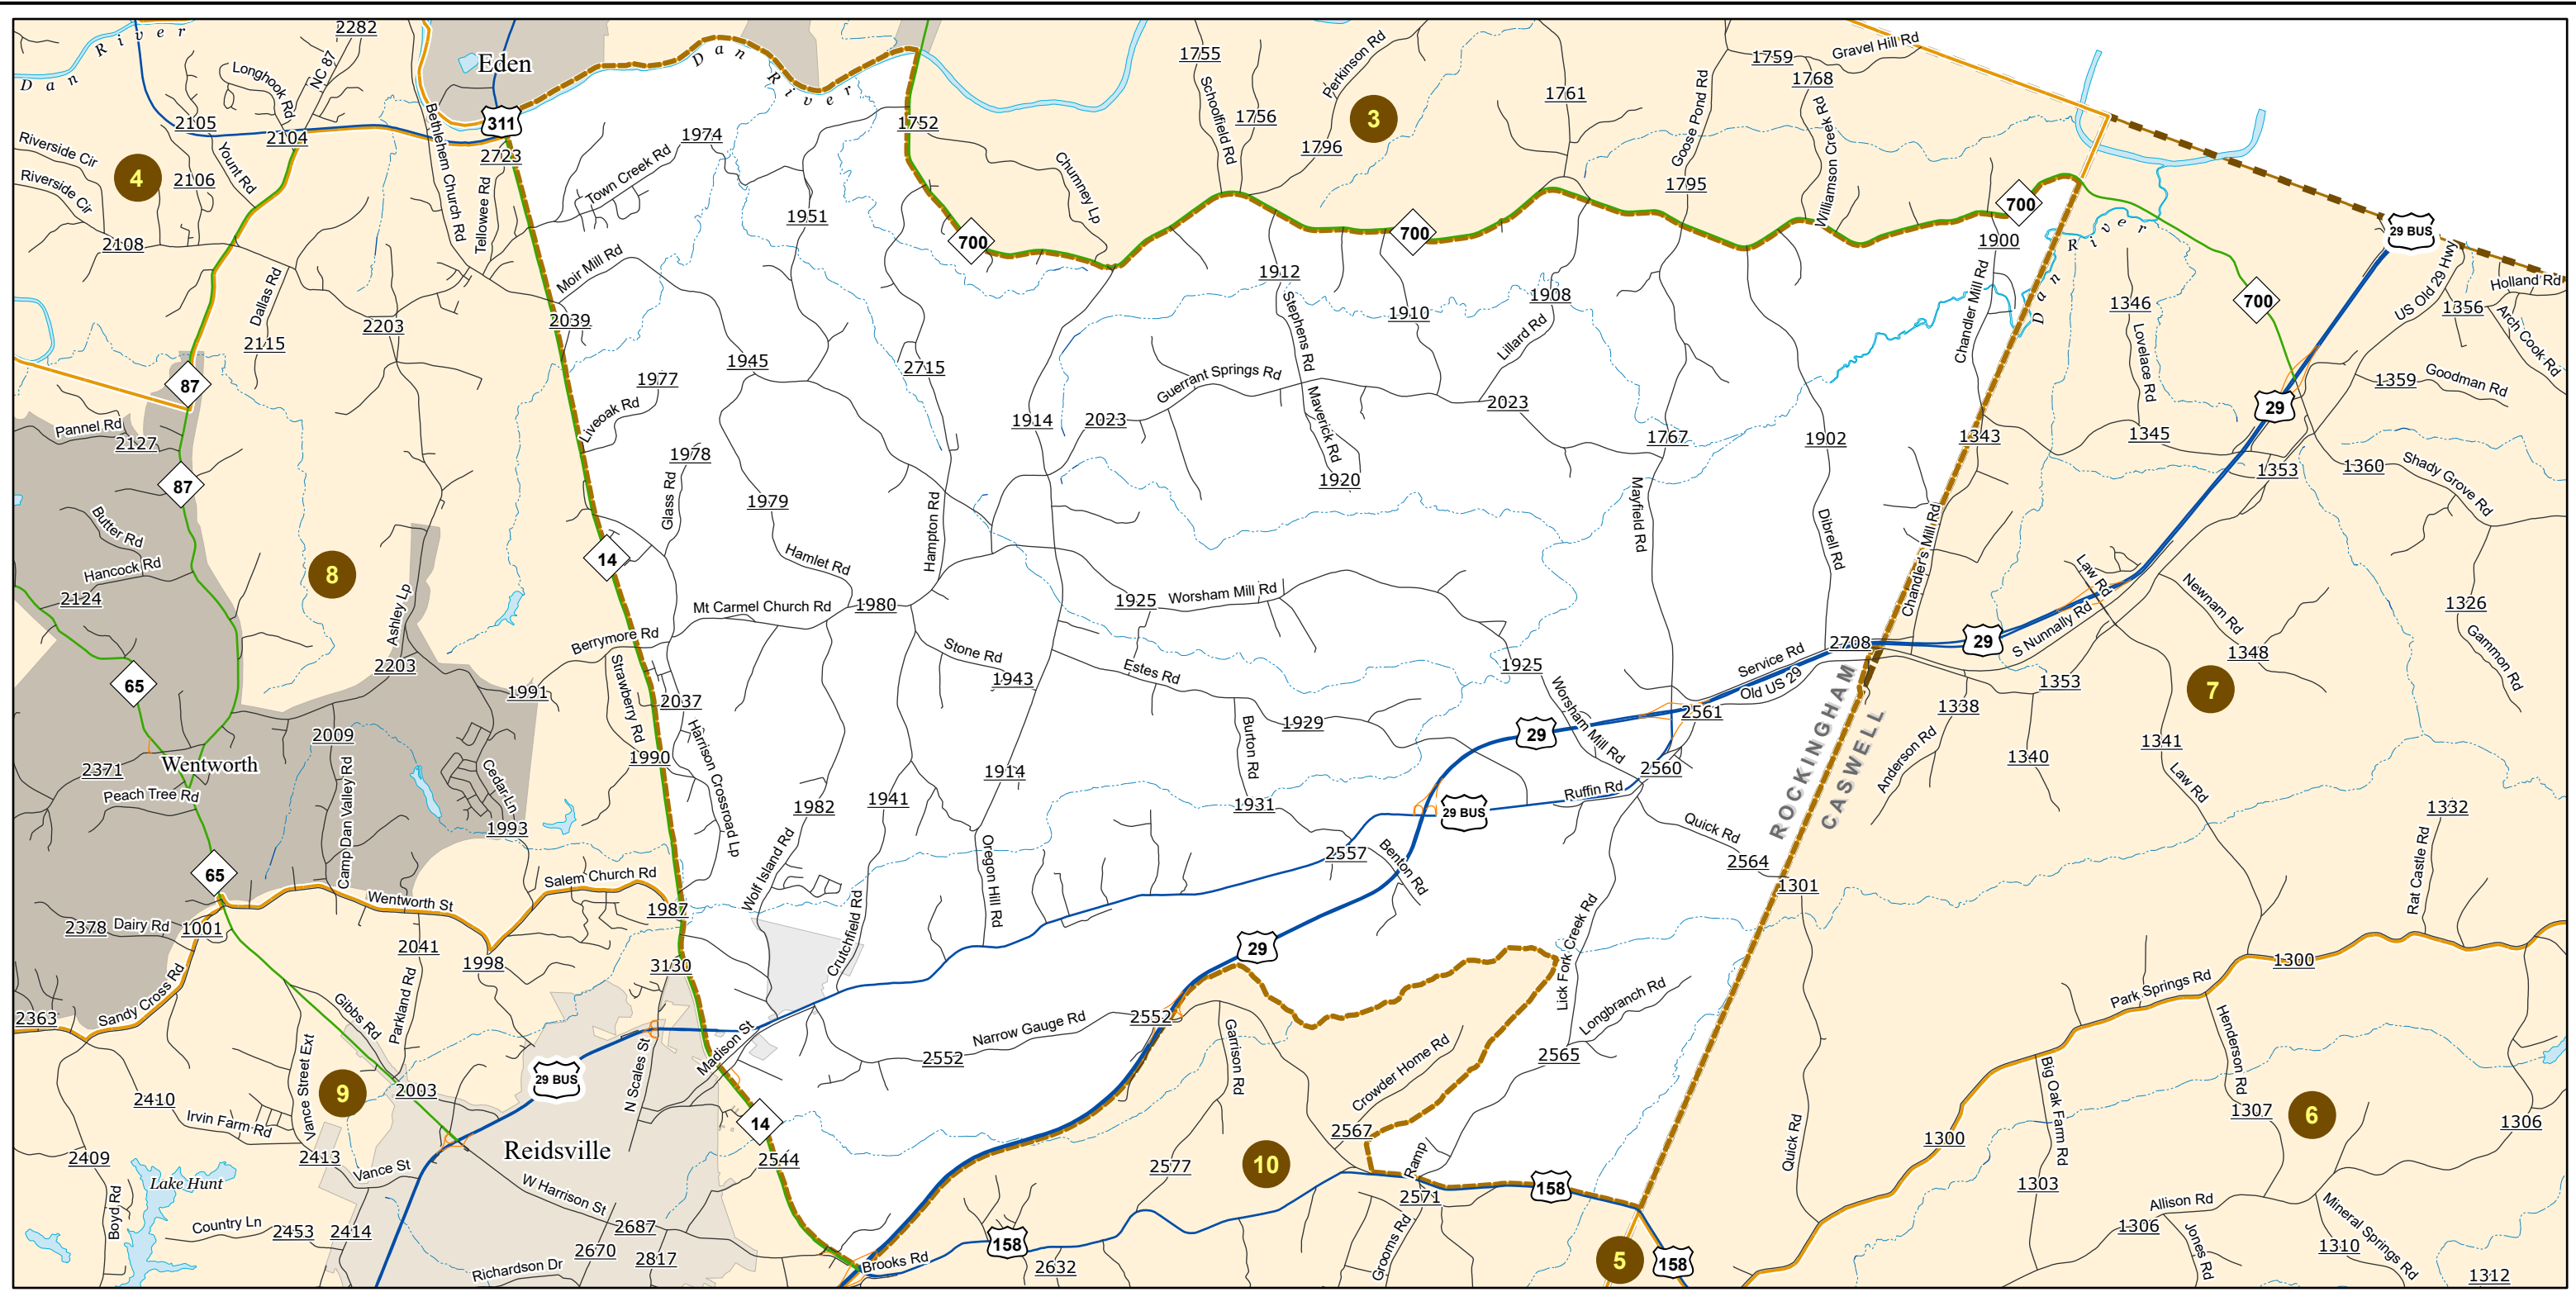 2282
Dan River
Eden
Dan River
1755
Perkinson Rd
1759
Gravel Hill Rd
Longhook Rd
NC 87
Schoolfield Rd
1768
1761
Goose Pond Rd
1756
3
Williamson Creek Rd
2105
2104
Bethlehem Church Rd
311
1752
1974
1796
Riverside Cir
4
2106
Yount Rd
2723
Town Creek Rd
Chumney Lp
1795
Riverside Cir
Tellowee Rd
1951
700
2108
700
700
1900
Dan River
29 BUS
Moir Mill Rd
1912
Dallas Rd
2039
1908
1910
Chandler Mill Rd
1346
700
US Old 29 Hwy
1356
Holland Rd
2203
2115
Stephens Rd
Lillard Rd
Lovelace Rd
Arch Cook Rd
1945
2715
87
1977
Guerrant Springs Rd
1359
Goodman Rd
Liveoak Rd
1914
2023
2023
29
Pannel Rd
2127
Maverick Rd
1767
1902
1343
1345
1978
1920
1353
1360
Shady Grove Rd
87
Glass Rd
1979
Hampton Rd
Mayfield Rd
Dibrell Rd
Butter Rd
14
Hamlet Rd
Chandler's Mill Rd
Law Rd
Hancock Rd
8
2124
Ashley Lp
Mt Carmel Church Rd
1980
1925
Worsham Mill Rd
Newnam Rd
1326
Berrymore Rd
2708
29
S Nunnally Rd
Gammon Rd
2203
Strawberry Rd
Stone Rd
1943
Estes Rd
1925
Service Rd
1348
65
1991
2037
Worsham Mill Rd
Old US 29
1353
7
2561
ROCKINGHAM
CASWELL
1338
2009
Harrison Crossroad Lp
Burton Rd
1929
29
Anderson Rd
1340
1341
Wentworth
2371
1990
1914
2560
Law Rd
Peach Tree Rd
Camp Dan Valley Rd
Cedar Ln
1982
1941
1931
29 BUS
Ruffin Rd
1332
1993
Quick Rd
2557
2564
Benton Rd
65
Wolf Island Rd
Oregon Hill Rd
1301
Rat Castle Rd
Salem Church Rd
Wentworth St
1987
Crutchfield Rd
Lick Fork Creek Rd
2378
Dairy Rd
1001
2041
29
1998
3130
1300
Park Springs Rd
Sandy Cross Rd
2363
Gibbs Rd
Parkland Rd
Longbranch Rd
2552
Narrow Gauge Rd
Madison St
2552
Garrison Rd
2565
Henderson Rd
N Scales St
Crowder Home Rd
Big Oak Farm Rd
29 BUS
9
2003
Vance Street Ext
2410
Irvin Farm Rd
14
2567
1307
6
1306
1300
Quick Rd
Reidsville
2409
2413
Vance St
2544
2577
10
Ramp
Lake Hunt
W Harrison St
158
1303
2571
Boyd Rd
Allison Rd
Country Ln
2453
2414
2687
158
Grooms Rd
1306
Mineral Springs Rd
2670
2817
Brooks Rd
2632
5
158
Jones Rd
1310
Richardson Dr
1312